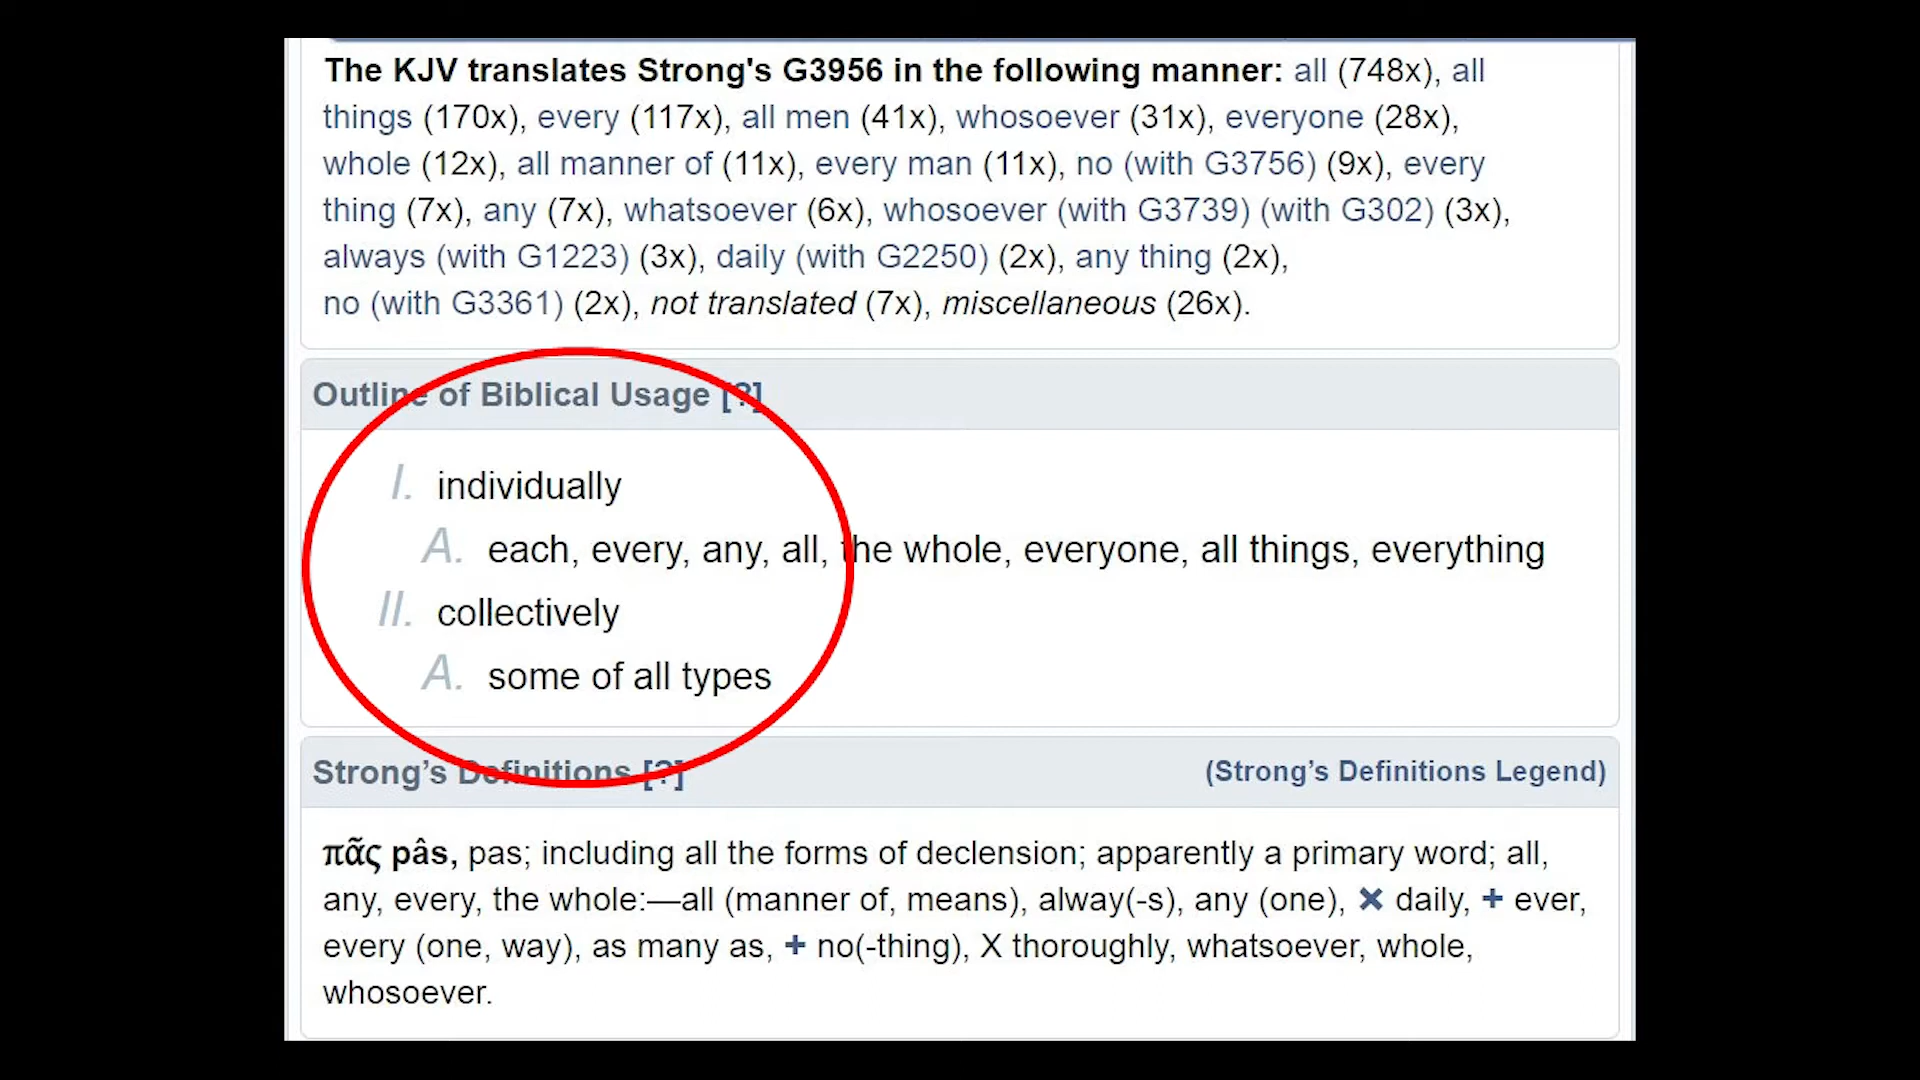 The KJV translates Strong's G3956 in the following manner: all (748x), all
things (170x), every (117x), all men (41x), whosoever (31x), everyone (28x),
whole (12x), all manner of (11x), every man (11x), no (with G3756) (9x), every
thing (7x), any (7x), whatsoever (6x), whosoever (with G3739) (with G302) (3x),
always (with G1223) (3x), daily (with G2250) (2x), any thing (2x),
no (with G3361) (2x), not translated (7x), miscellaneous (26x).
Outline of Biblical Usage [?]
I. individually
A. each, every, any, all, the whole, everyone, all things, everything
II. collectively
A. some of all types
Strong’s Definitions [?] (Strong’s Definitions Legend)
πᾶς pâs, pas; including all the forms of declension; apparently a primary word; all,
any, every, the whole:—all (manner of, means), alway(-s), any (one), × daily, + ever,
every (one, way), as many as, + no(-thing), X thoroughly, whatsoever, whole,
whosoever.